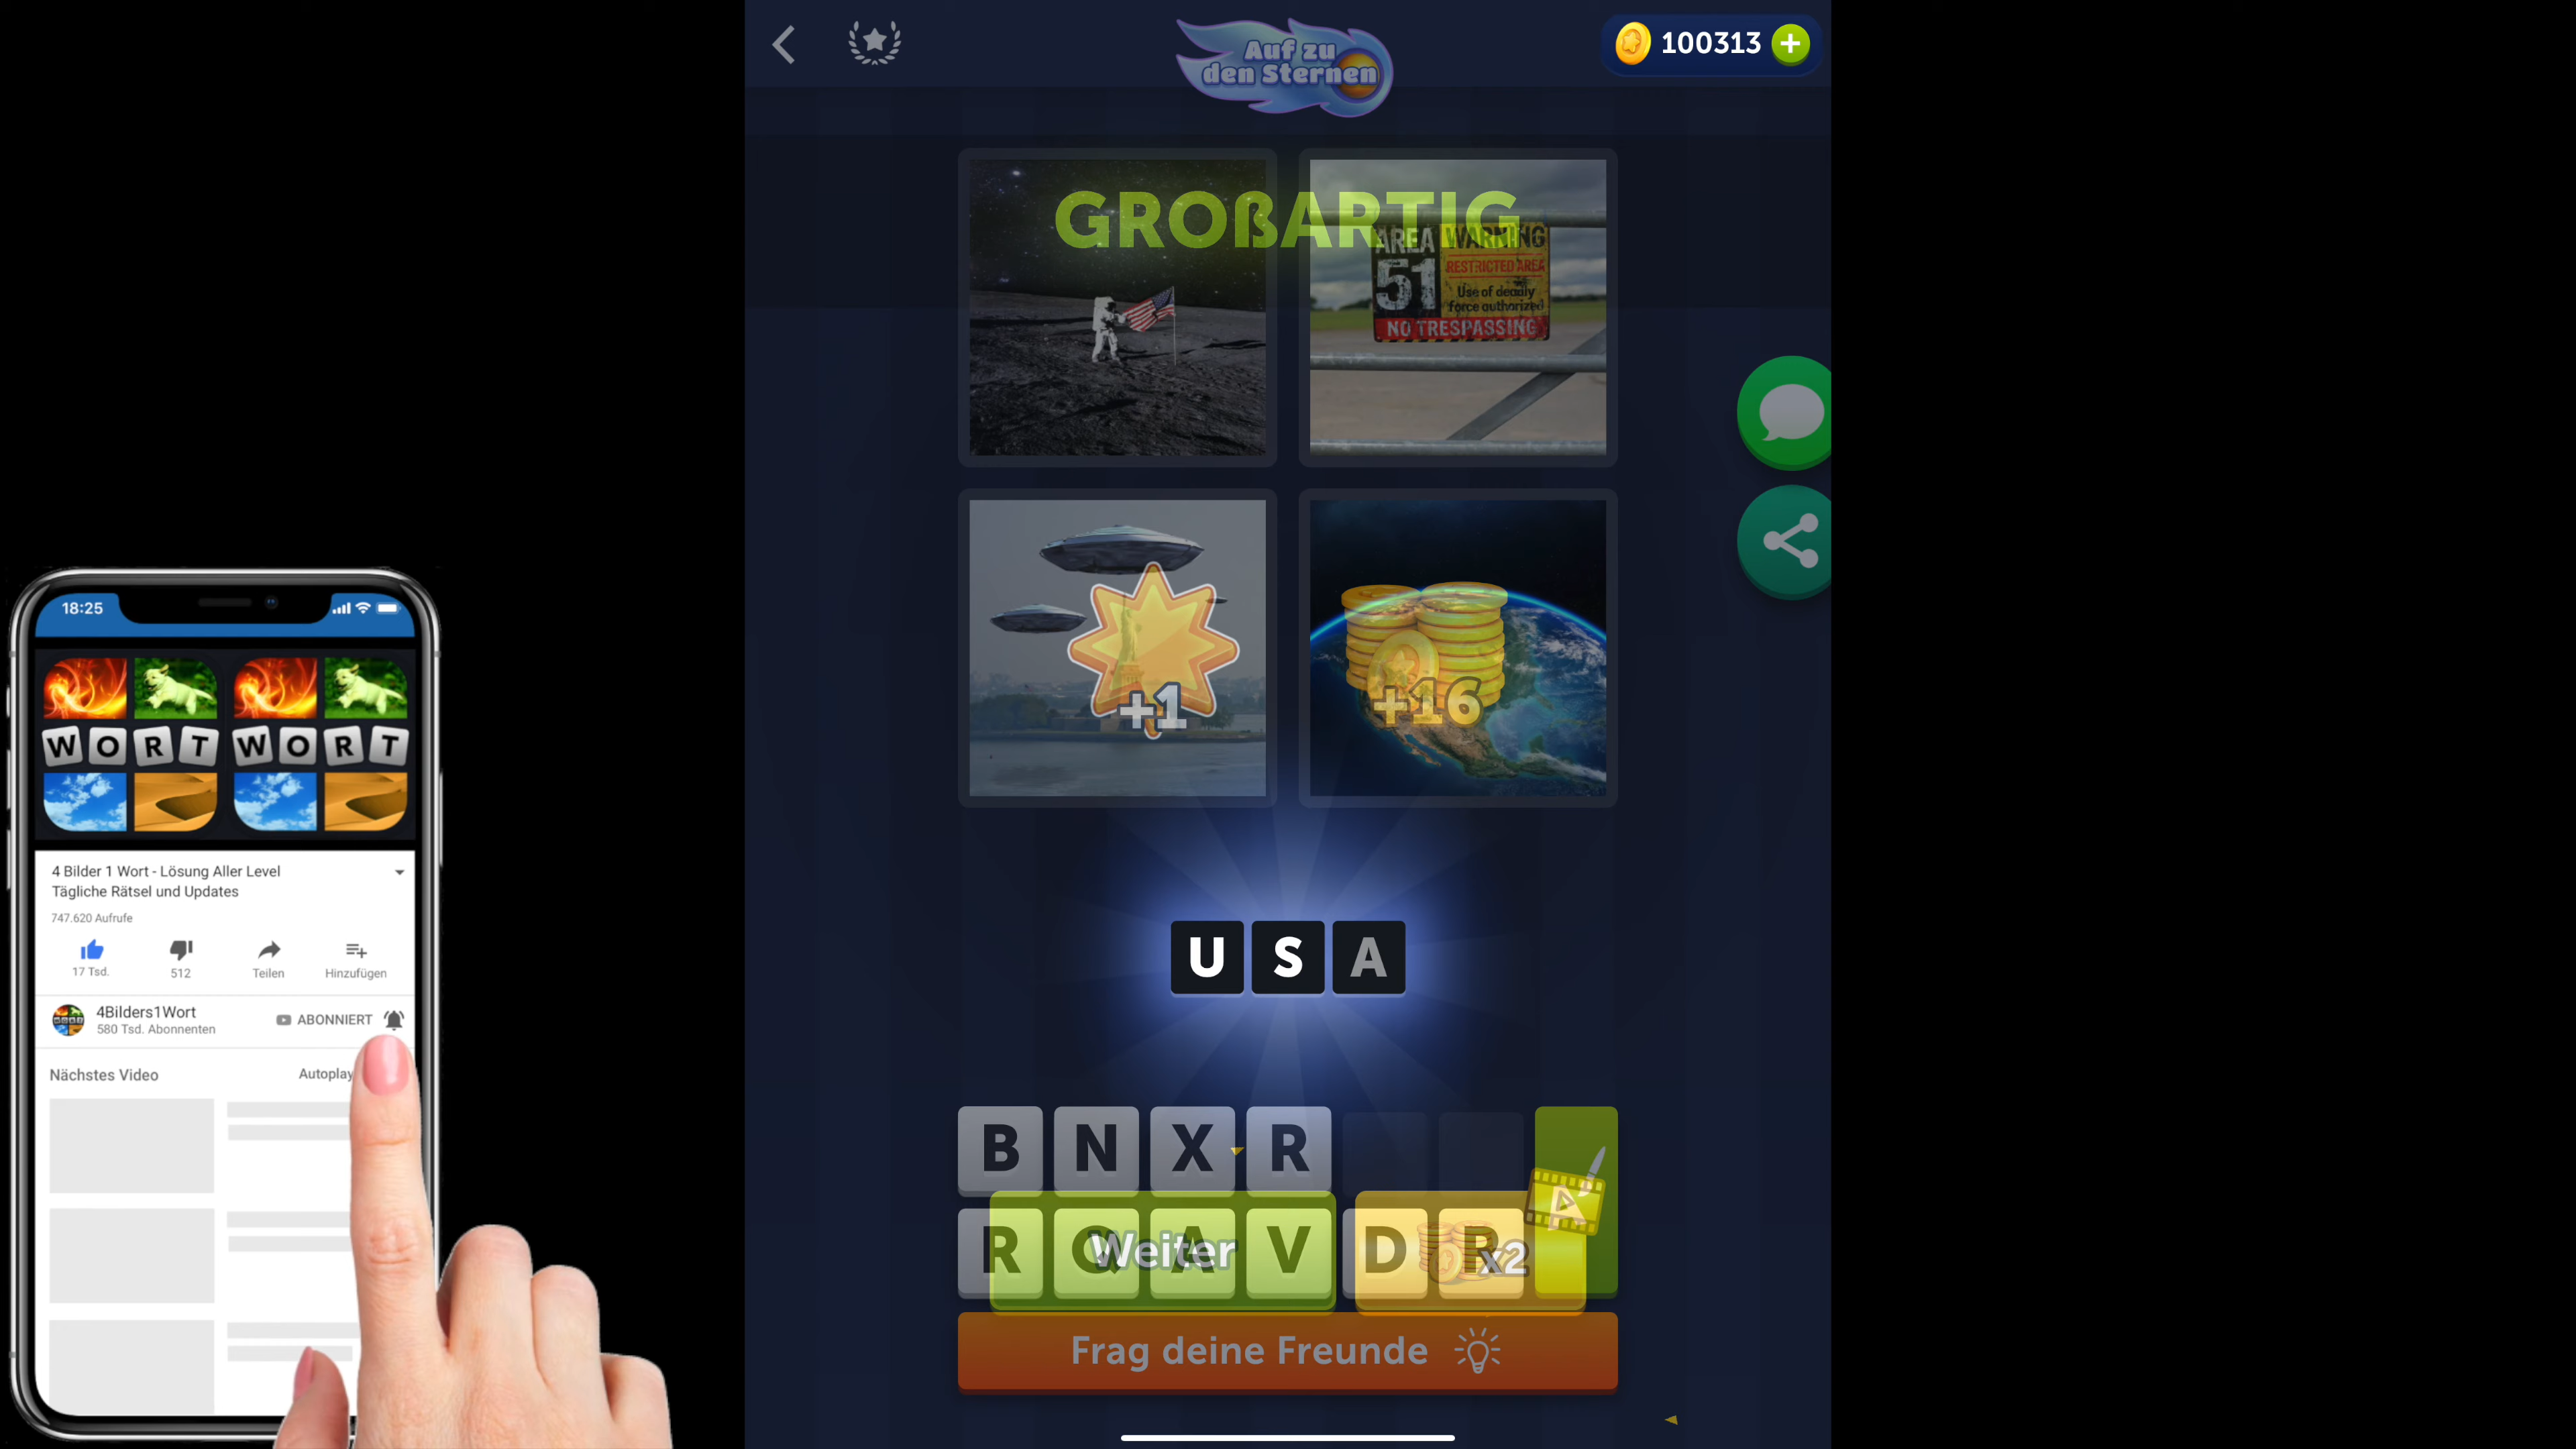 Auf zu
den Sternen
100313
GROßARTIG
AREA
51
WARNING
RESTRICTED AREA
Use of deadly
force authorized
NO TRESPASSING
+1
+16
U S A
B N X R
R Q A V D R
Weiter
x2
Frag deine Freunde
18:25
W O R T W O R T
4 Bilder 1 Wort - Lösung Aller Level
Tägliche Rätsel und Updates
747.620 Aufrufe
17 Tsd.
512
Teilen
Hinzufügen
4Bilders1Wort
580 Tsd. Abonnenten
ABONNIERT
Nächstes Video
Autoplay